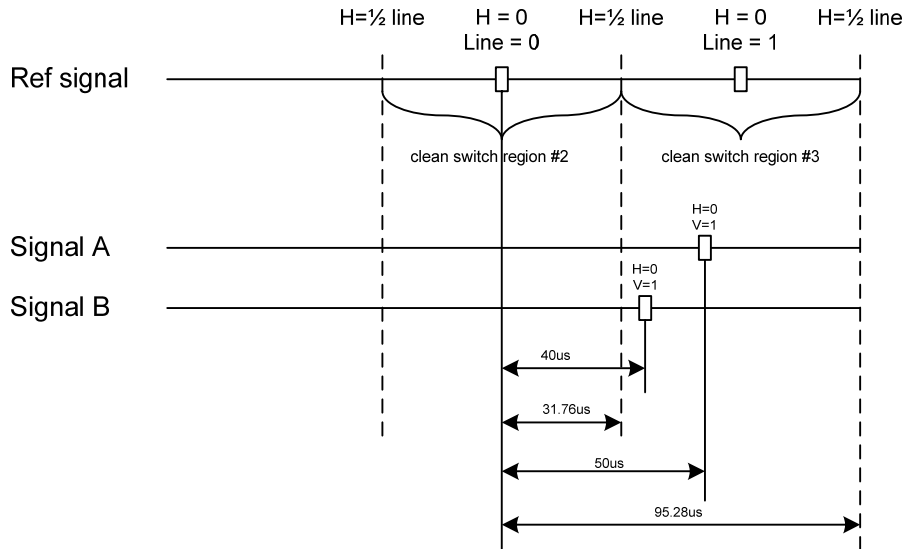 H=½ line
H = 0
H=½ line
H = 0
H=½ line
Line = 0
Line = 1
Ref signal
clean switch region #2
clean switch region #3
H=0
V=1
Signal A
H=0
V=1
Signal B
40us
31.76us
50us
95.28us